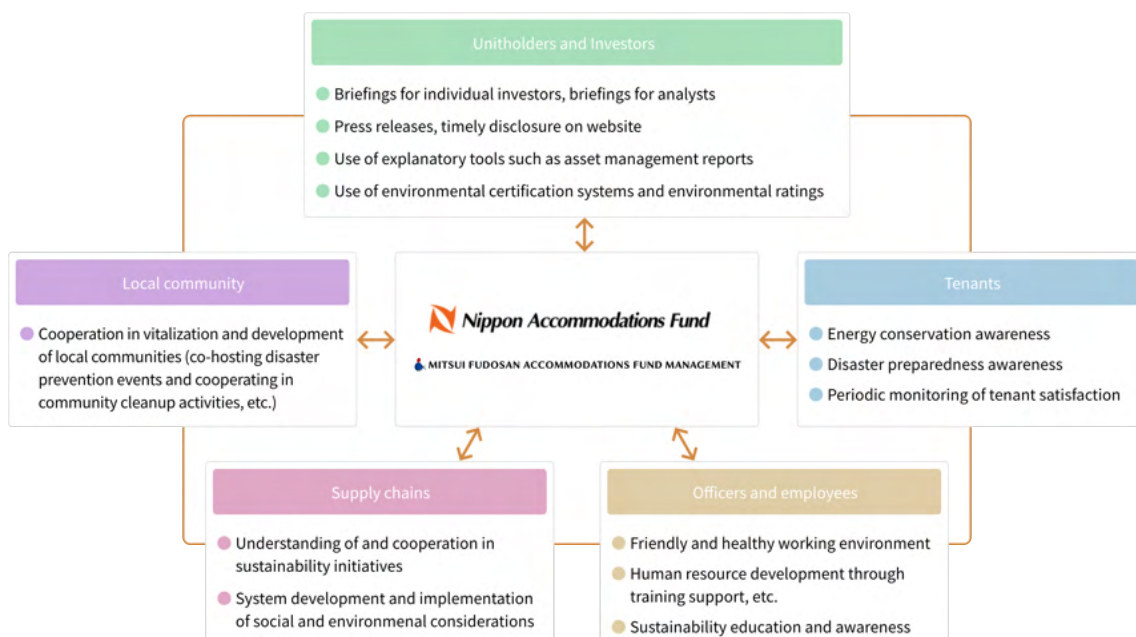 Unitholders and Investors
Briefings for individual investors, briefings for analysts
Press releases, timely disclosure on website
Use of explanatory tools such as asset management reports
Use of environmental certification systems and environmental ratings
Local community
Cooperation in vitalization and development
of local communities (co-hosting disaster
prevention events and cooperating in
community cleanup activities, etc.)
Nippon Accommodations Fund
MITSUI FUDOSAN ACCOMMODATIONS FUND MANAGEMENT
Tenants
Energy conservation awareness
Disaster preparedness awareness
Periodic monitoring of tenant satisfaction
Supply chains
Understanding of and cooperation in
sustainability initiatives
System development and implementation
of social and environmenal considerations
Officers and employees
Friendly and healthy working environment
Human resource development through
training support, etc.
Sustainability education and awareness